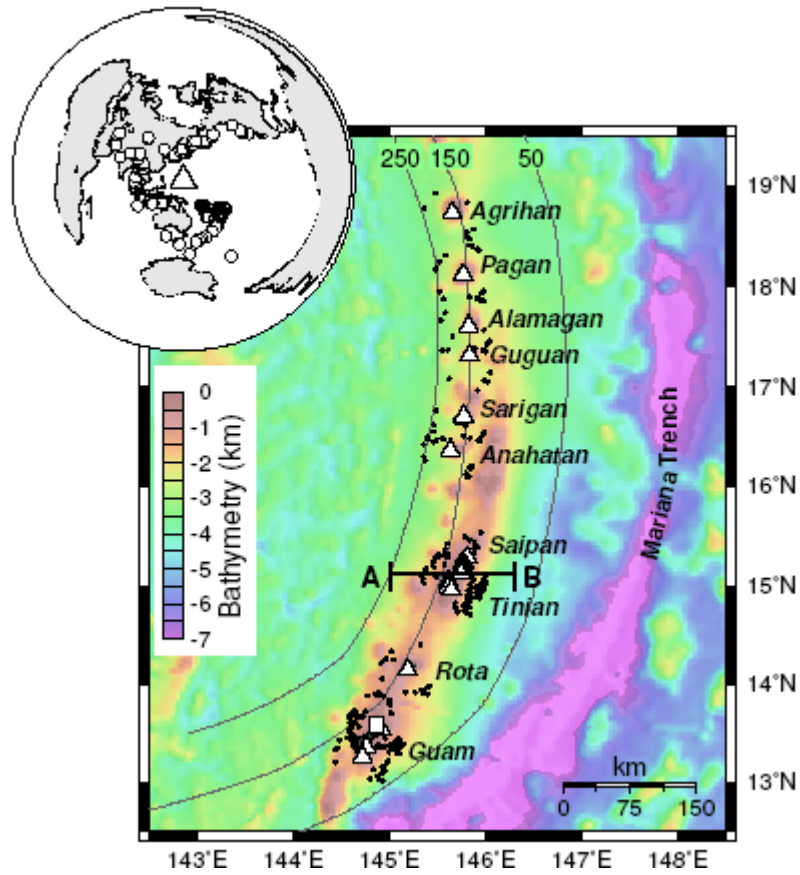 250 150 50
19°N
Agrihan
Pagan
18°N
Alamagan
Guguan
17°N
Sarigan
Anahatan
16°N
Saipan
A B
15°N
Tinian
Rota
14°N
Guam
13°N
Mariana Trench
0
-1
-2
-3
-4
-5
-6
-7
Bathymetry (km)
km
0 75 150
143°E 144°E 145°E 146°E 147°E 148°E